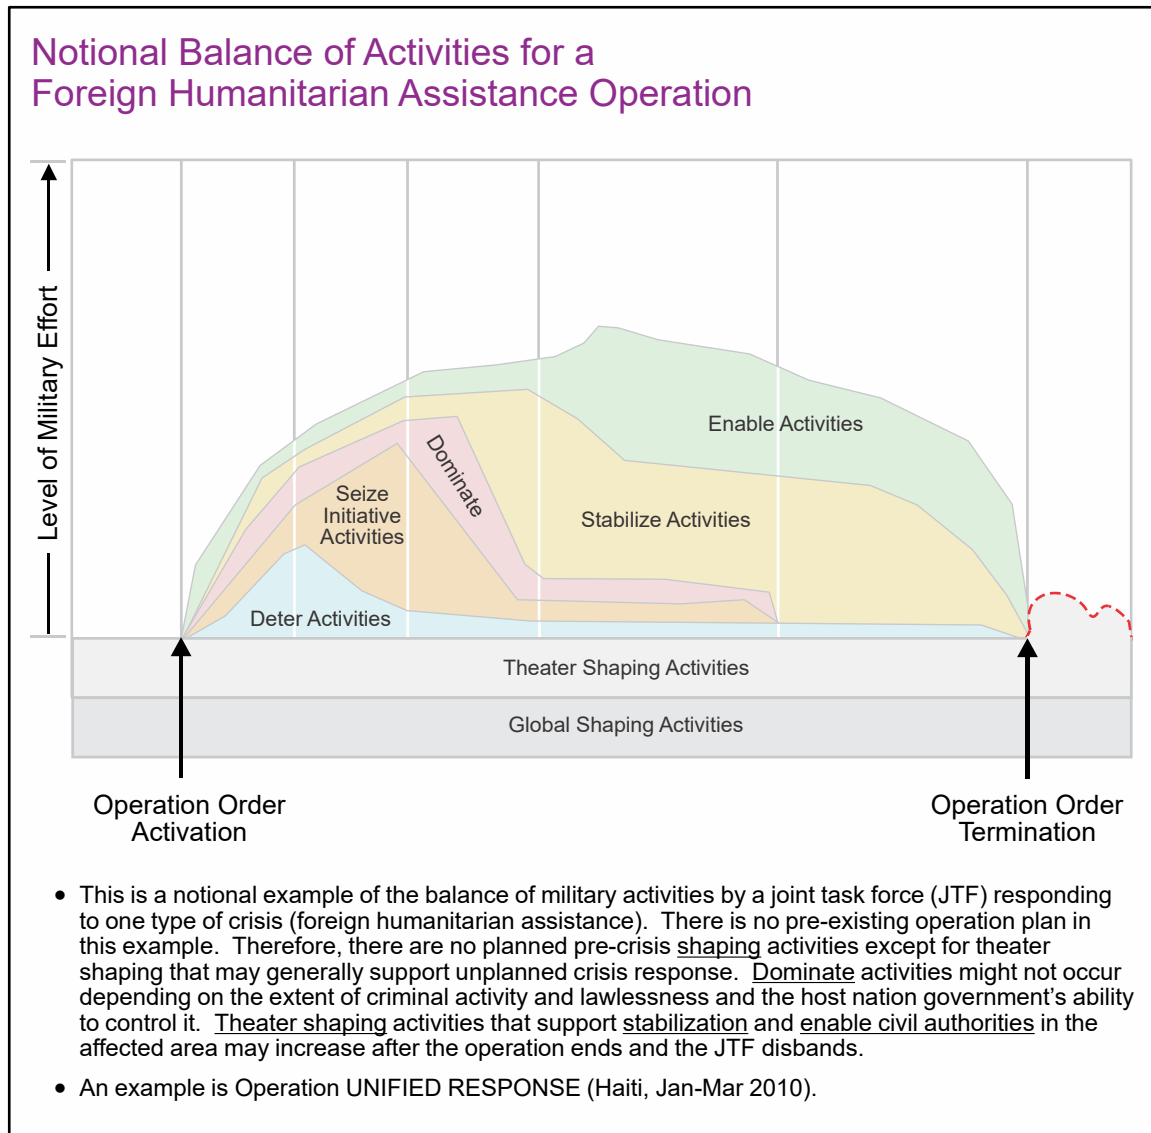 Notional Balance of Activities for a
Foreign Humanitarian Assistance Operation
Level of Military Effort
Enable Activities
Dominate
Seize
Initiative
Activities
Stabilize Activities
Deter Activities
Theater Shaping Activities
Global Shaping Activities
Operation Order
Activation
Operation Order
Termination
• This is a notional example of the balance of military activities by a joint task force (JTF) responding
to one type of crisis (foreign humanitarian assistance). There is no pre-existing operation plan in
this example. Therefore, there are no planned pre-crisis shaping activities except for theater
shaping that may generally support unplanned crisis response. Dominate activities might not occur
depending on the extent of criminal activity and lawlessness and the host nation government’s ability
to control it. Theater shaping activities that support stabilization and enable civil authorities in the
affected area may increase after the operation ends and the JTF disbands.
• An example is Operation UNIFIED RESPONSE (Haiti, Jan-Mar 2010).